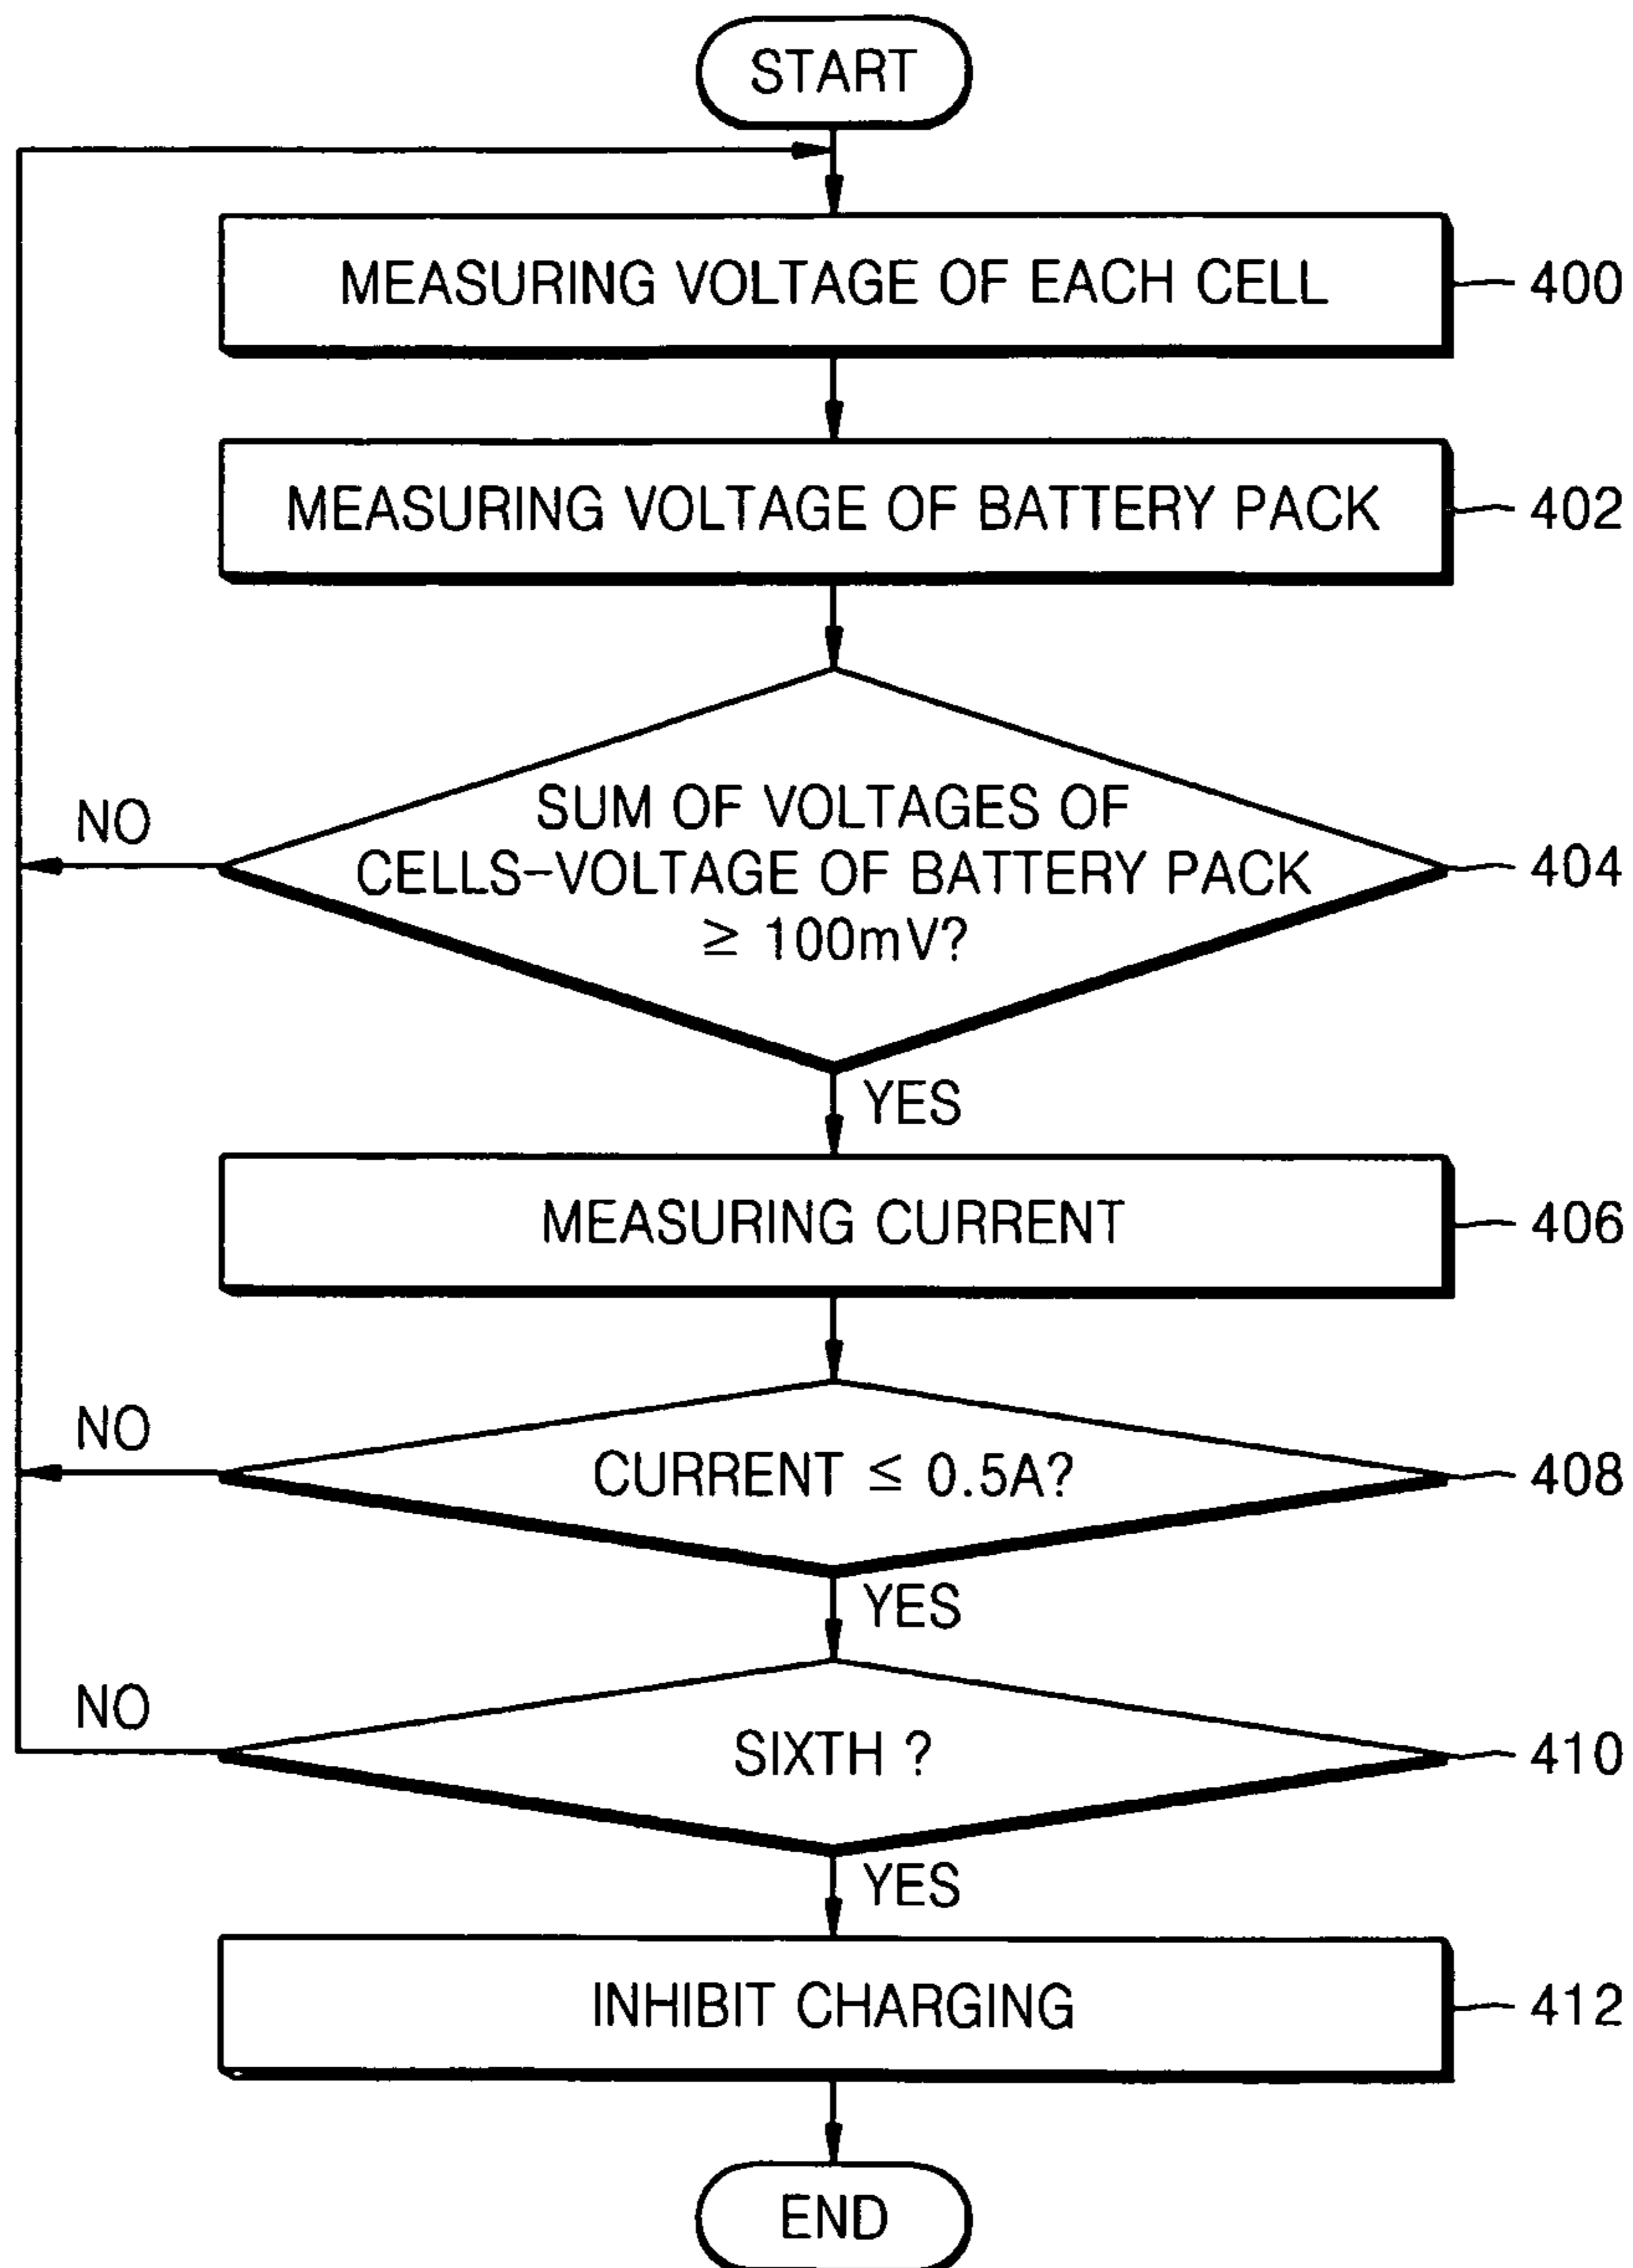 START
MEASURING VOLTAGE OF EACH CELL
400
MEASURING VOLTAGE OF BATTERY PACK
402
SUM OF VOLTAGES OF
CELLS-VOLTAGE OF BATTERY PACK
≥ 100mV?
404
NO
YES
MEASURING CURRENT
406
CURRENT ≤ 0.5A?
408
NO
YES
SIXTH ?
410
NO
YES
INHIBIT CHARGING
412
END